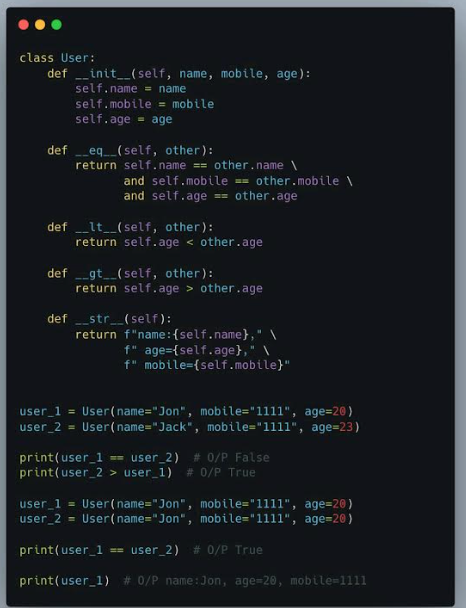 class User:
    def __init__(self, name, mobile, age):
        self.name = name
        self.mobile = mobile
        self.age = age

    def __eq__(self, other):
        return self.name == other.name \
               and self.mobile == other.mobile \
               and self.age == other.age

    def __lt__(self, other):
        return self.age < other.age

    def __gt__(self, other):
        return self.age > other.age

    def __str__(self):
        return f"name:{self.name}," \
               f" age={self.age}," \
               f" mobile={self.mobile}"


user_1 = User(name="Jon", mobile="1111", age=20)
user_2 = User(name="Jack", mobile="1111", age=23)

print(user_1 == user_2)  # O/P False
print(user_2 > user_1)  # O/P True

user_1 = User(name="Jon", mobile="1111", age=20)
user_2 = User(name="Jon", mobile="1111", age=20)

print(user_1 == user_2)  # O/P True

print(user_1)  # O/P name:Jon, age=20, mobile=1111